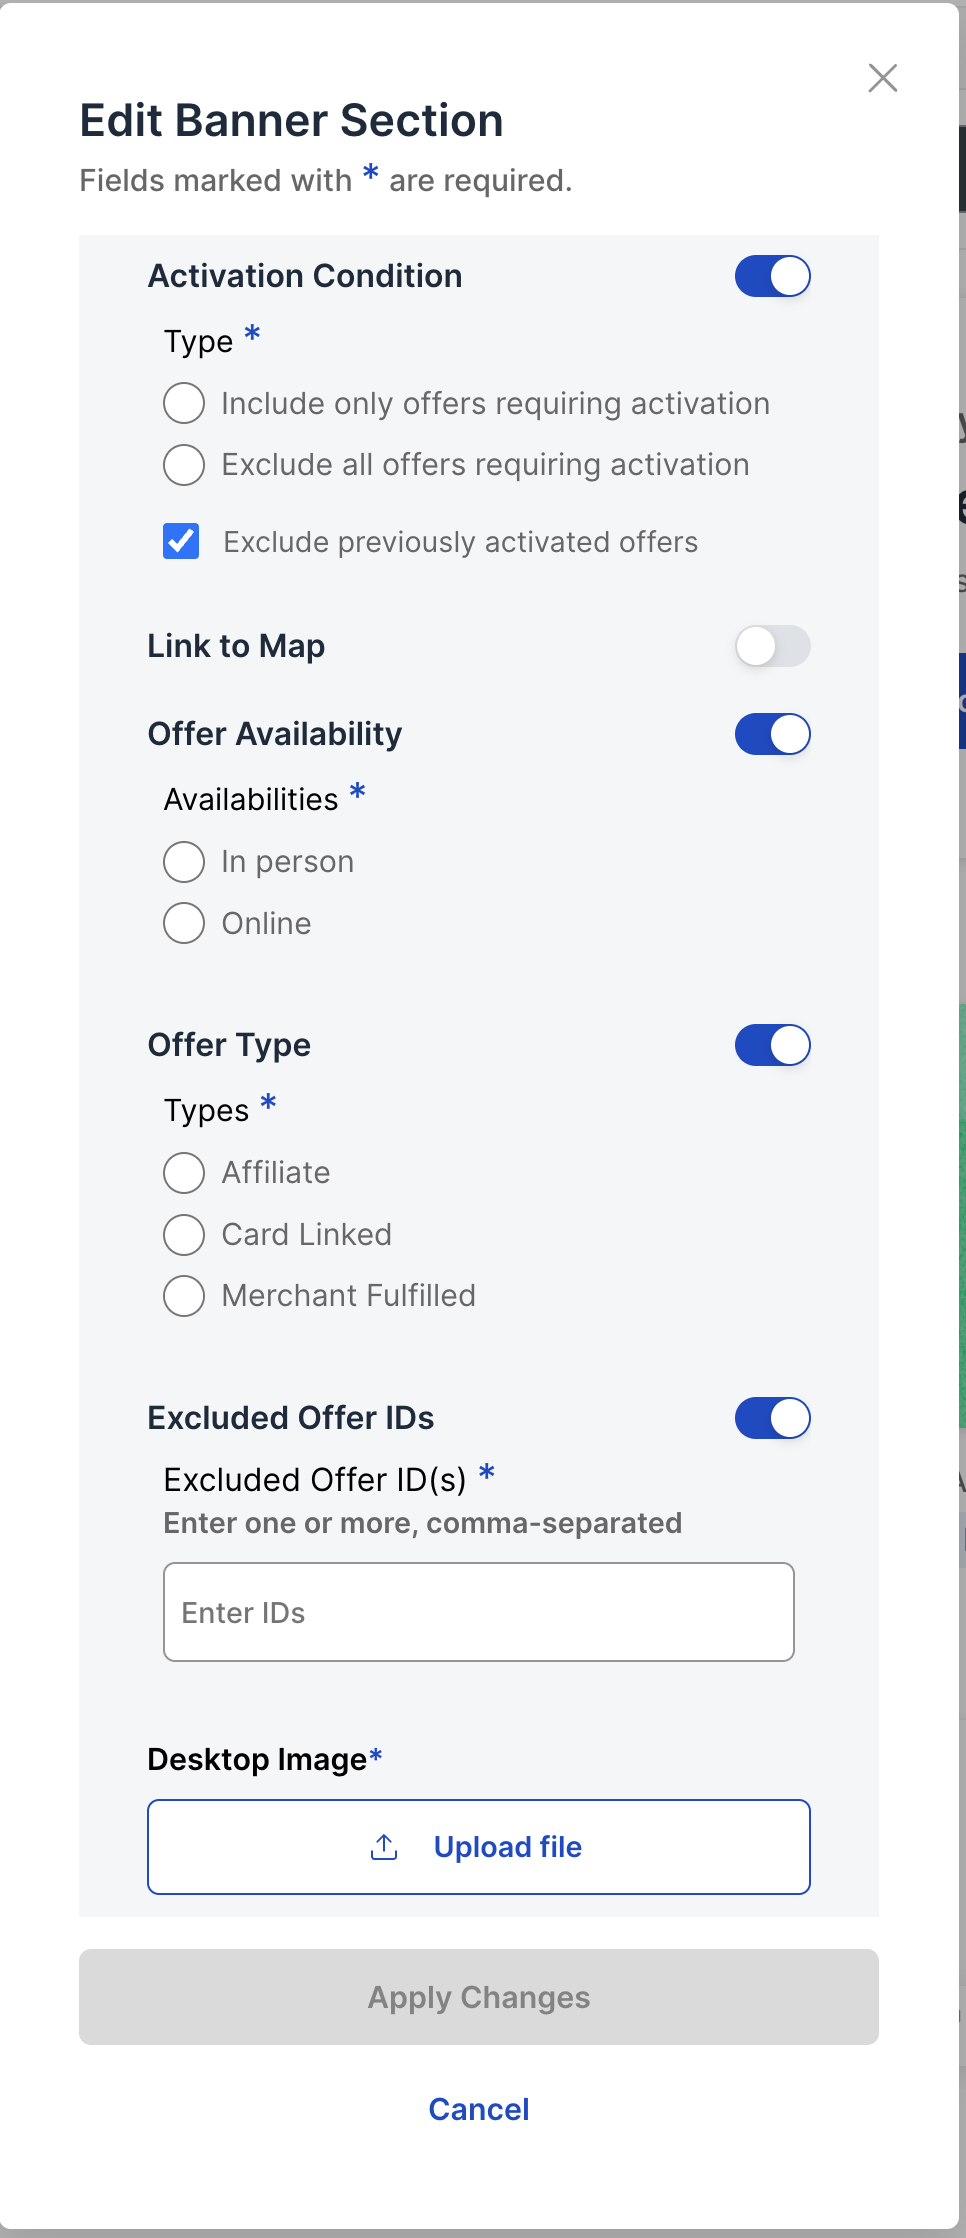 Edit Banner Section
Fields marked with * are required.
Activation Condition
Type *
Include only offers requiring activation
Exclude all offers requiring activation
Exclude previously activated offers
Link to Map
Offer Availability
Availabilities *
In person
Online
Offer Type
Types *
Affiliate
Card Linked
Merchant Fulfilled
Excluded Offer IDs
Excluded Offer ID(s) *
Enter one or more, comma-separated
Enter IDs
Desktop Image*
Upload file
Apply Changes
Cancel